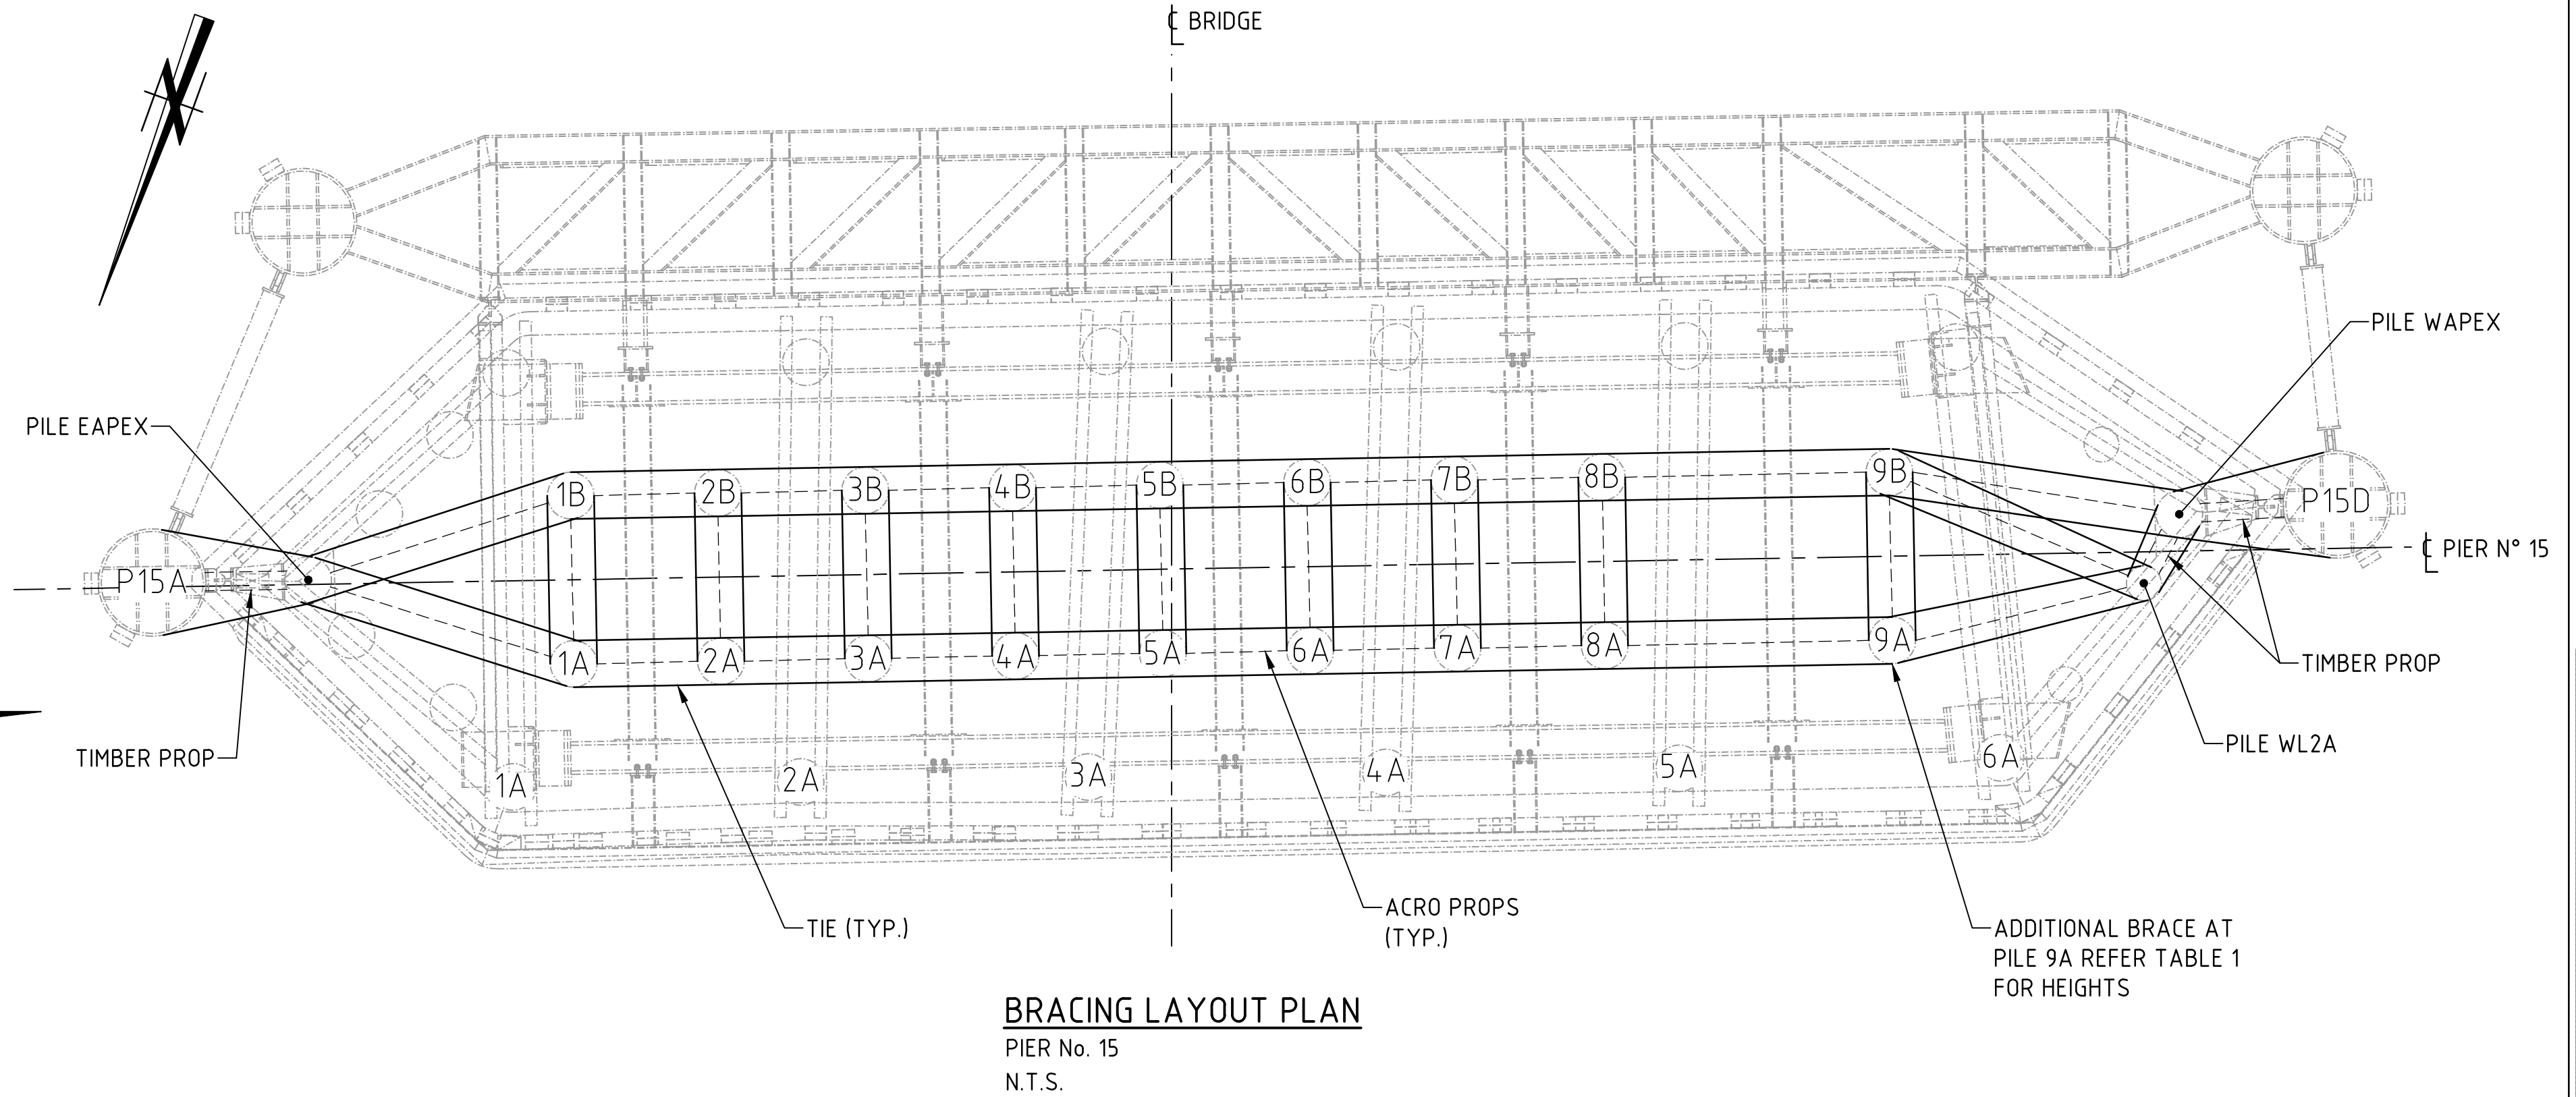 ℄ BRIDGE
PILE WAPEX
PILE EAPEX
1B 2B 3B 4B 5B 6B 7B 8B 9B
P15D
℄ PIER N° 15
P15A
1A 2A 3A 4A 5A 6A 7A 8A 9A
TIMBER PROP
TIMBER PROP
PILE WL2A
1A 2A 3A 4A 5A 6A
TIE (TYP.)
ACRO PROPS
(TYP.)
ADDITIONAL BRACE AT
PILE 9A REFER TABLE 1
FOR HEIGHTS
BRACING LAYOUT PLAN
PIER No. 15
N.T.S.